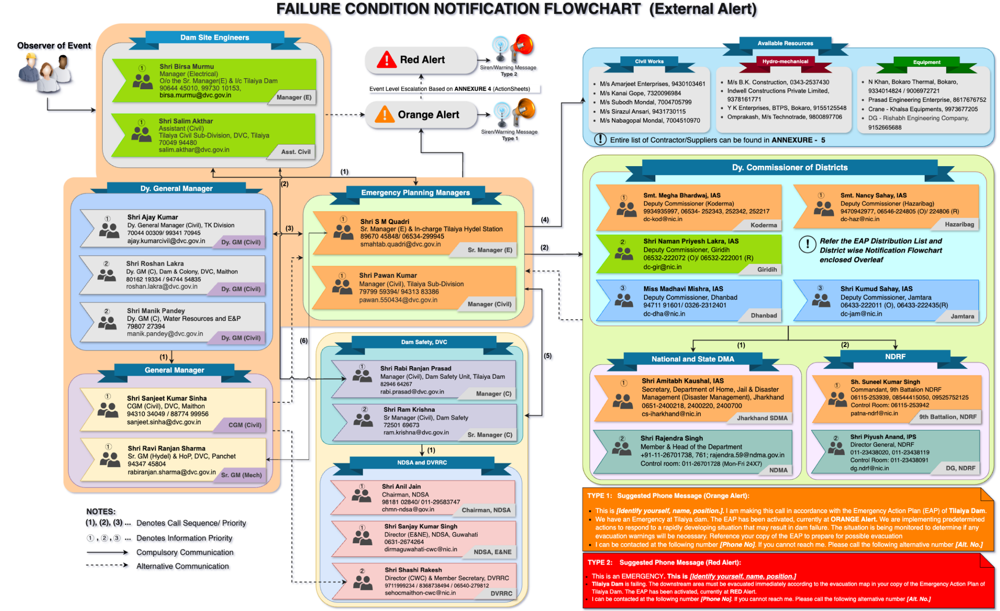 FAILURE CONDITION NOTIFICATION FLOWCHART (External Alert)
Observer of Event
Dam Site Engineers
①
Shri Birsa Murmu
Manager (Electrical)
O/o the Sr. Manager(E) & I/c Tilaiya Dam
90644 45010, 99730 10153,
birsa.murmu@dvc.gov.in
Manager (E)
①
Shri Salim Akthar
Assistant (Civil)
Tilaiya Civil Sub-Division, DVC, Tilaiya
70049 94480
salim.akthar@dvc.gov.in
Asst. Civil
Red Alert
Siren/Warning Message
Type 2
Event Level Escalation Based on ANNEXURE 4 (ActionSheets)
Orange Alert
Siren/Warning Message
Type 1
Available Resources
Civil Works
• M/s Amarjeet Enterprises, 9430103461
• M/s Kanai Gope, 7320096984
• M/s Subodh Mondal, 7004705799
• M/s Sirazul Ansari, 9431730115
• M/s Nabagopal Mondal, 7004510970
Hydro-mechanical
• M/s B.K. Construction, 0343-2537430
• Indwell Constructions Private Limited,
9378161771
• Y K Enterprises, BTPS, Bokaro, 9155125548
• Omprakash, M/s Technotrade, 9800897706
Equipment
• N Khan, Bokaro Thermal, Bokaro,
9334014824 / 9006972721
• Prasad Engineering Enterprise, 8617676752
• Crane - Khalsa Equipments, 9973677205
• DG - Rishabh Engineering Company,
9152665688
! Entire list of Contractor/Suppliers can be found in ANNEXURE - 5
(1)
(2)
Dy. General Manager
①
Shri Ajay Kumar
Dy. General Manager (Civil), TK Division
70044 00309/ 99341 70945
ajay.kumarcivil@dvc.gov.in
Dy. GM (Civil)
②
Shri Roshan Lakra
Dy. GM (C), Dam & Colony, DVC, Maithon
80162 19334 / 94744 54835
roshan.lakra@dvc.gov.in
Dy. GM (Civil)
②
Shri Manik Pandey
Dy. GM (C), Water Resources and E&P
79807 27394
manik.pandey@dvc.gov.in
Dy. GM (Civil)
(3)
Emergency Planning Managers
①
Shri S M Quadri
Sr. Manager (E) & In-charge Tilaiya Hydel Station
89670 45848/ 06534-299945
smahtab.quadri@dvc.gov.in
Sr. Manager (E)
①
Shri Pawan Kumar
Manager (Civil), Tilaiya Sub-Division
79799 59394/ 94313 83386
pawan.550434@dvc.gov.in
Manager (Civil)
(4)
(2)
Dy. Commissioner of Districts
①
Smt. Megha Bhardwaj, IAS
Deputy Commissioner (Koderma)
9934935997, 06534- 252343, 252342, 252217
dc-kod@nic.in
Koderma
①
Smt. Nancy Sahay, IAS
Deputy Commissioner (Hazaribag)
9470942977, 06546-224805 (O)/ 224806 (R)
dc-haz@nic.in
Hazaribag
②
Shri Naman Priyesh Lakra, IAS
Deputy Commissioner, Giridih
06532-222072 (O)/ 06532-222001 (R)
dc-gir@nic.in
Giridih
! Refer the EAP Distribution List and
District wise Notification Flowchart
enclosed Overleaf
③
Miss Madhavi Mishra, IAS
Deputy Commissioner, Dhanbad
94711 91601/ 0326-2312401
dc-dha@nic.in
Dhanbad
③
Shri Kumud Sahay, IAS
Deputy Commissioner, Jamtara
06433-222011 (O), 06433-222435(R)
dc-jam@nic.in
Jamtara
(1)
General Manager
①
Shri Sanjeet Kumar Sinha
CGM (Civil), DVC, Maithon
94310 34049 / 88774 99956
sanjeet.sinha@dvc.gov.in
CGM (Civil)
①
Shri Ravi Ranjan Sharma
Sr. GM (Hydel) & HoP, DVC, Panchet
94347 45804
rabiranjan.sharma@dvc.gov.in
Sr. GM (Mech)
(6)
Dam Safety, DVC
①
Shri Rabi Ranjan Prasad
Manager (Civil), Dam Safety Unit, Tilaiya Dam
82946 64267
rabi.prasad@dvc.gov.in
Manager (C)
②
Shri Ram Krishna
Sr Manager (Civil), Dam Safety
72501 69673
ram.krishna@dvc.gov.in
Sr. Manager (C)
(5)
(1)
NDSA and DVRRC
①
Shri Anil Jain
Chairman, NDSA
98181 02840/ 011-29583747
chmn-ndsa@gov.in
Chairman, NDSA
①
Shri Sanjay Kumar Singh
Director (E&NE), NDSA, Guwahati
0631-2674264
dirmaguwahati-cwc@nic.in
NDSA, E&NE
②
Shri Shashi Rakesh
Director (CWC) & Member Secretary, DVRRC
9711999234 / 8368738494 / 06540-279812
sehocmaithon-cwc@nic.in
DVRRC
(1)
(2)
National and State DMA
①
Shri Amitabh Kaushal, IAS
Secretary, Department of Home, Jail & Disaster
Management (Disaster Management), Jharkhand
0651-2400218, 2400220, 2400700
cs-iharkhand@nic.in
Jharkhand SDMA
②
Shri Rajendra Singh
Member & Head of the Department
+91-11-26701738, 761; rajendra.59@ndma.gov.in
Control room: 011-26701728 (Mon-Fri 24X7)
NDMA
NDRF
①
Sh. Suneel Kumar Singh
Commandant, 9th Battalion NDRF
06115-253939, 08544415050, 09525752125
Control Room: 06115-253942
patna-ndrf@nic.in
9th Battalion, NDRF
②
Shri Piyush Anand, IPS
Director General, NDRF
011-23438020, 011-23438119
Control Room: 011-23438091
dg.ndrf@nic.in
DG, NDRF
NOTES:
(1), (2), (3) ... Denotes Call Sequence/ Priority
①, ②, ③ ... Denotes Information Priority
Compulsory Communication
Alternative Communication
TYPE 1: Suggested Phone Message (Orange Alert):
• This is [Identify yourself, name, position.]. I am making this call in accordance with the Emergency Action Plan (EAP) of Tilaiya Dam.
• We have an Emergency at Tilaiya dam. The EAP has been activated, currently at ORANGE Alert. We are implementing predetermined
actions to respond to a rapidly developing situation that may result in dam failure. The situation is being monitored to determine if any
evacuation warnings will be necessary. Reference your copy of the EAP to prepare for possible evacuation
• I can be contacted at the following number [Phone No]. If you cannot reach me. Please call the following alternative number [Alt. No.]
TYPE 2: Suggested Phone Message (Red Alert):
• This is an EMERGENCY. This is [Identify yourself, name, position.]
• Tilaiya Dam is failing. The downstream area must be evacuated immediately according to the evacuation map in your copy of the Emergency Action Plan of
Tilaiya Dam. The EAP has been activated, currently at RED Alert.
• I can be contacted at the following number [Phone No]. If you cannot reach me. Please call the following alternative number [Alt. No.]